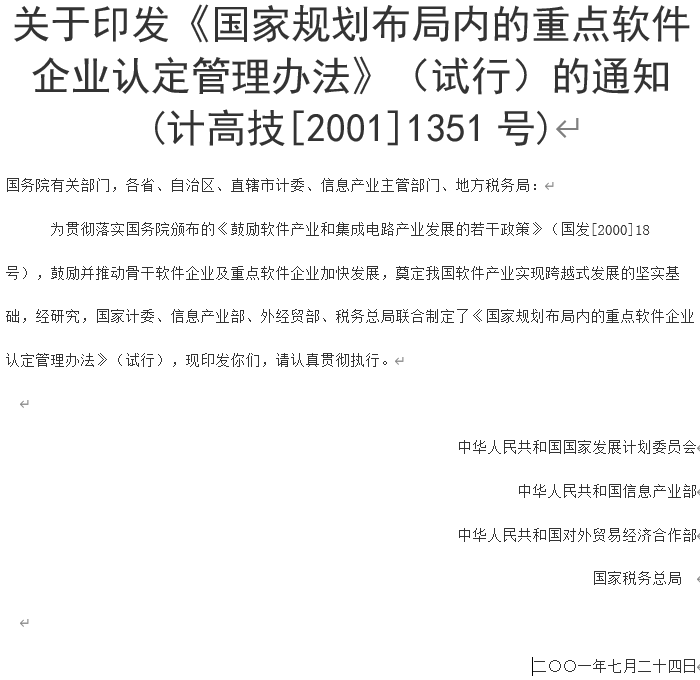 关于印发《国家规划布局内的重点软件
企业认定管理办法》（试行）的通知
(计高技[2001]1351 号)
国务院有关部门，各省、自治区、直辖市计委、信息产业主管部门、地方税务局：
为贯彻落实国务院颁布的《鼓励软件产业和集成电路产业发展的若干政策》（国发[2000]18
号），鼓励并推动骨干软件企业及重点软件企业加快发展，奠定我国软件产业实现跨越式发展的坚实基
础，经研究，国家计委、信息产业部、外经贸部、税务总局联合制定了《国家规划布局内的重点软件企业
认定管理办法》（试行），现印发你们，请认真贯彻执行。
中华人民共和国国家发展计划委员会
中华人民共和国信息产业部
中华人民共和国对外贸易经济合作部
国家税务总局
二〇〇一年七月二十四日